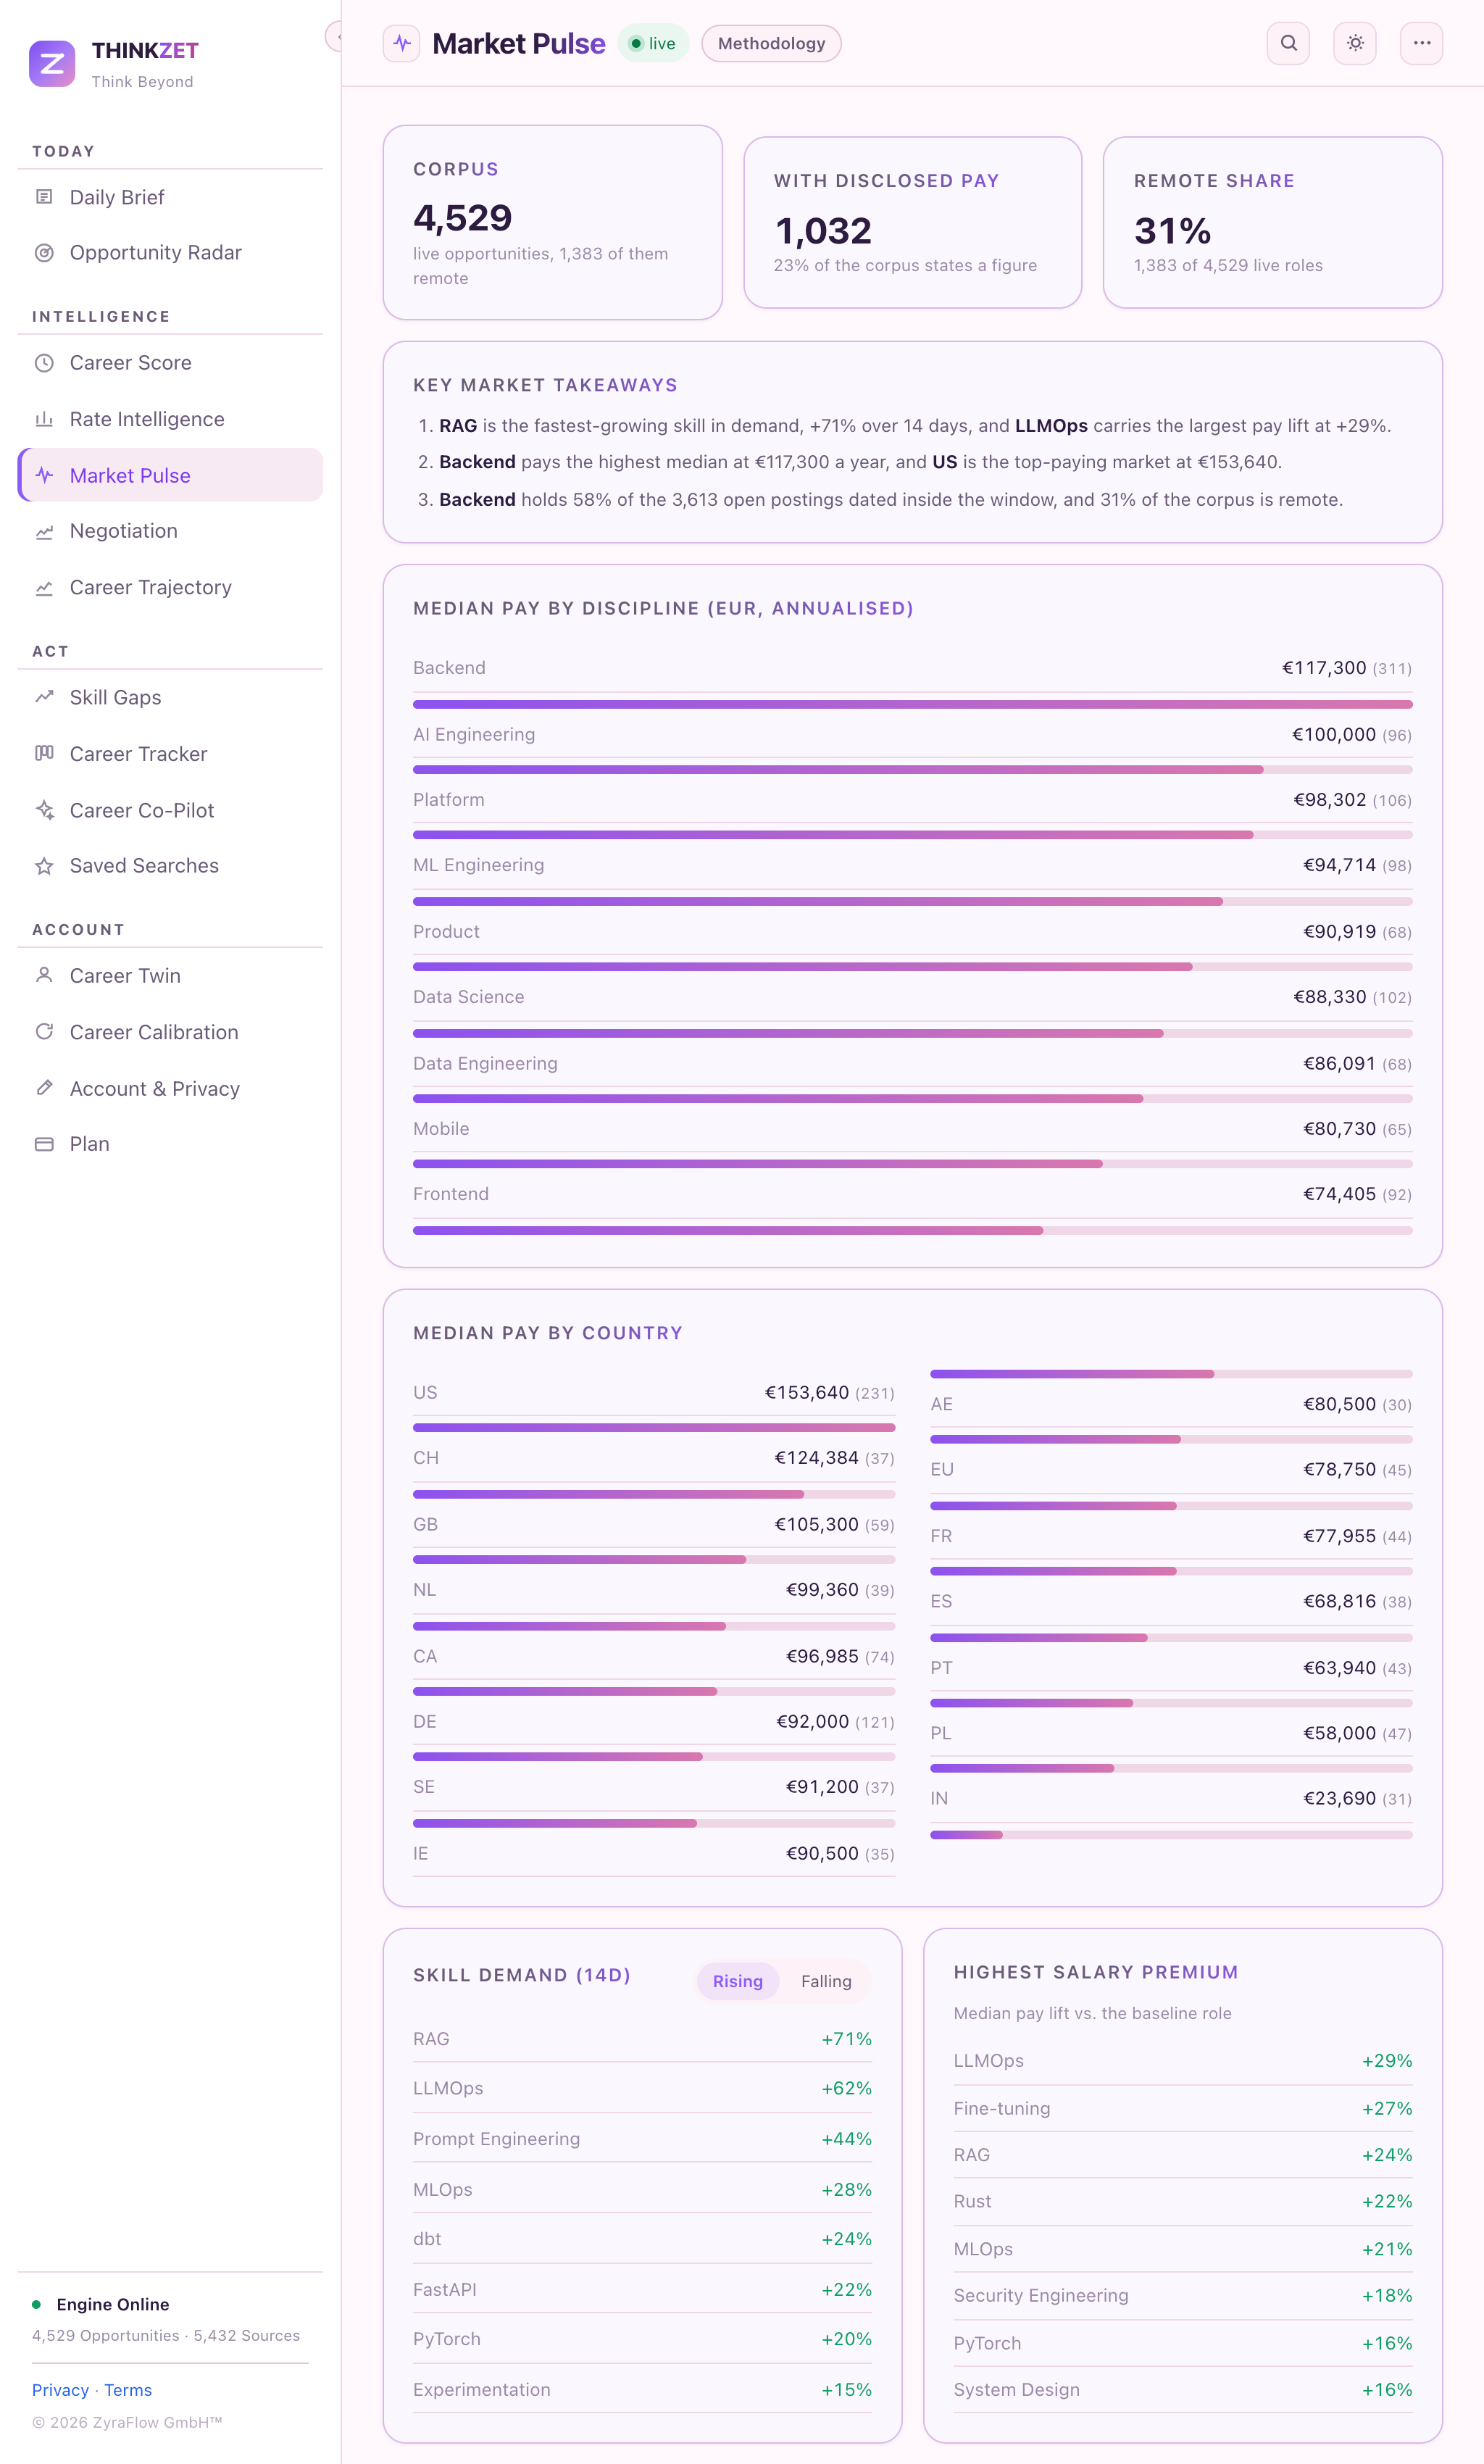 THINKZET
Think Beyond
TODAY
Daily Brief
Opportunity Radar
INTELLIGENCE
Career Score
Rate Intelligence
Market Pulse
Negotiation
Career Trajectory
ACT
Skill Gaps
Career Tracker
Career Co-Pilot
Saved Searches
ACCOUNT
Career Twin
Career Calibration
Account & Privacy
Plan
Engine Online
4,529 Opportunities · 5,432 Sources
Privacy · Terms
© 2026 ZyraFlow GmbH™
Market Pulse live Methodology
CORPUS
4,529
live opportunities, 1,383 of them
remote
WITH DISCLOSED PAY
1,032
23% of the corpus states a figure
REMOTE SHARE
31%
1,383 of 4,529 live roles
KEY MARKET TAKEAWAYS
1. RAG is the fastest-growing skill in demand, +71% over 14 days, and LLMOps carries the largest pay lift at +29%.
2. Backend pays the highest median at €117,300 a year, and US is the top-paying market at €153,640.
3. Backend holds 58% of the 3,613 open postings dated inside the window, and 31% of the corpus is remote.
MEDIAN PAY BY DISCIPLINE (EUR, ANNUALISED)
Backend €117,300 (311)
AI Engineering €100,000 (96)
Platform €98,302 (106)
ML Engineering €94,714 (98)
Product €90,919 (68)
Data Science €88,330 (102)
Data Engineering €86,091 (68)
Mobile €80,730 (65)
Frontend €74,405 (92)
MEDIAN PAY BY COUNTRY
US €153,640 (231)
CH €124,384 (37)
GB €105,300 (59)
NL €99,360 (39)
CA €96,985 (74)
DE €92,000 (121)
SE €91,200 (37)
IE €90,500 (35)
AE €80,500 (30)
EU €78,750 (45)
FR €77,955 (44)
ES €68,816 (38)
PT €63,940 (43)
PL €58,000 (47)
IN €23,690 (31)
SKILL DEMAND (14D) Rising Falling
RAG +71%
LLMOps +62%
Prompt Engineering +44%
MLOps +28%
dbt +24%
FastAPI +22%
PyTorch +20%
Experimentation +15%
HIGHEST SALARY PREMIUM
Median pay lift vs. the baseline role
LLMOps +29%
Fine-tuning +27%
RAG +24%
Rust +22%
MLOps +21%
Security Engineering +18%
PyTorch +16%
System Design +16%